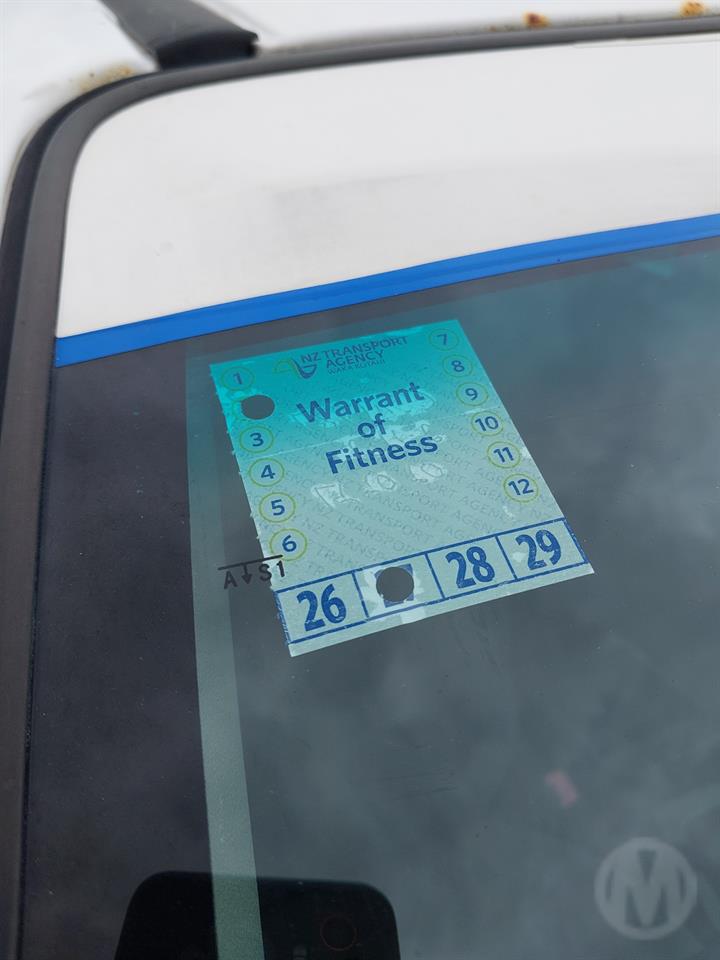 NZ TRANSPORT
AGENCY
WAKA KOTAHI
Warrant
of
Fitness
1
3
4
5
6
7
8
9
10
11
12
26 28 29
A↓S1
M